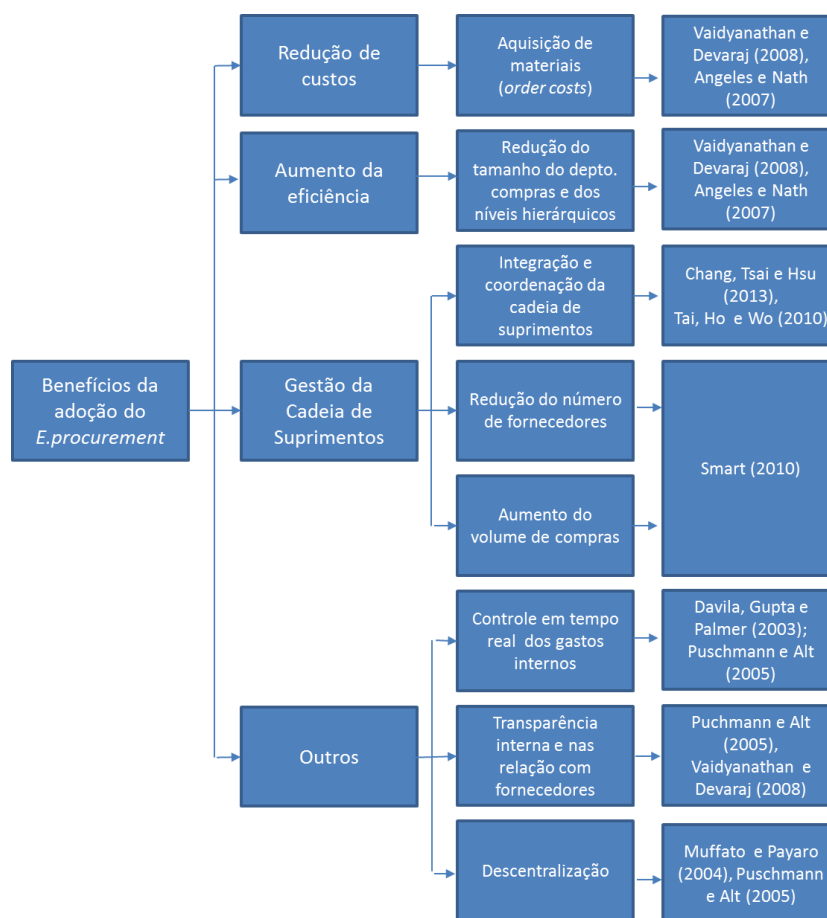 Redução de
custos
Aquisição de
materiais
(order costs)
Vaidyanathan e
Devaraj (2008),
Angeles e Nath
(2007)
Aumento da
eficiência
Redução do
tamanho do depto.
compras e dos
níveis hierárquicos
Vaidyanathan e
Devaraj (2008),
Angeles e Nath
(2007)
Benefícios da
adoção do
E.procurement
Gestão da
Cadeia de
Suprimentos
Integração e
coordenação da
cadeia de
suprimentos
Chang, Tsai e Hsu
(2013),
Tai, Ho e Wo (2010)
Redução do número
de fornecedores
Smart (2010)
Aumento do
volume de compras
Outros
Controle em tempo
real dos gastos
internos
Davila, Gupta e
Palmer (2003);
Puschmann e Alt
(2005)
Transparência
interna e nas
relação com
fornecedores
Puchmann e Alt
(2005),
Vaidyanathan e
Devaraj (2008)
Descentralização
Muffato e Payaro
(2004), Puschmann
e Alt (2005)